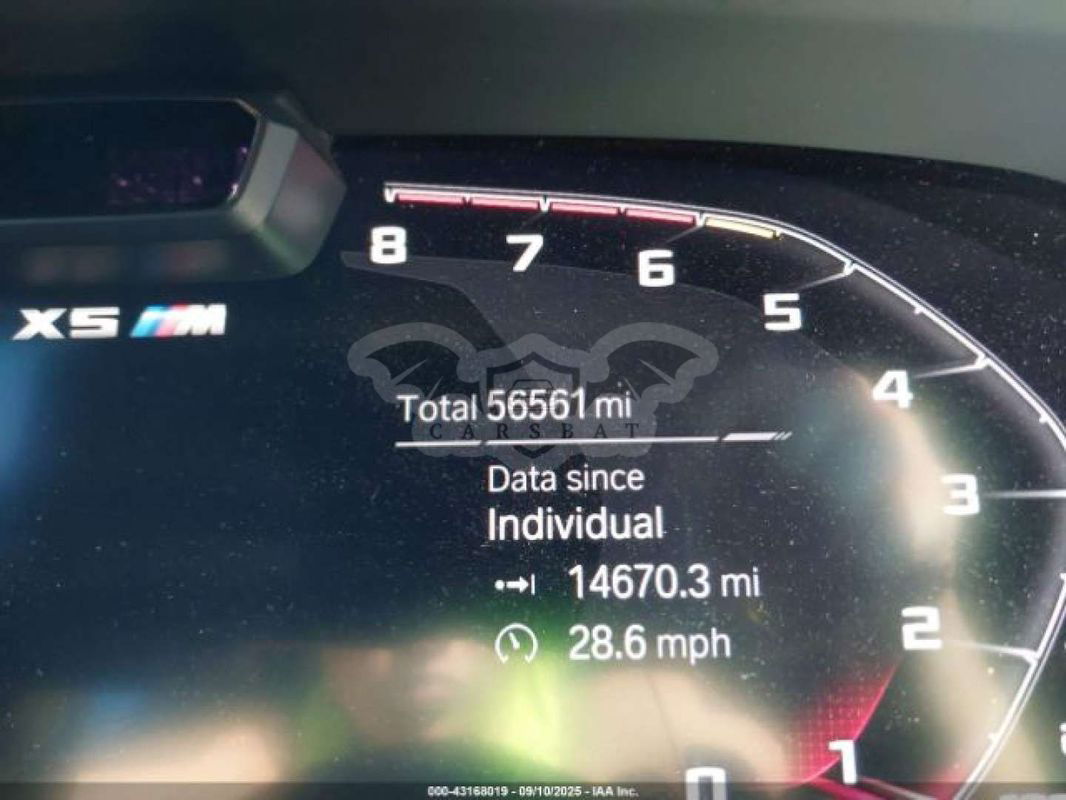 8
7
6
5
X5 M
4
Total 56561 mi
CARSBAT
3
Data since
Individual
14670.3 mi
2
28.6 mph
1
0
000-43168019 - 09/10/2025 - IAA Inc.